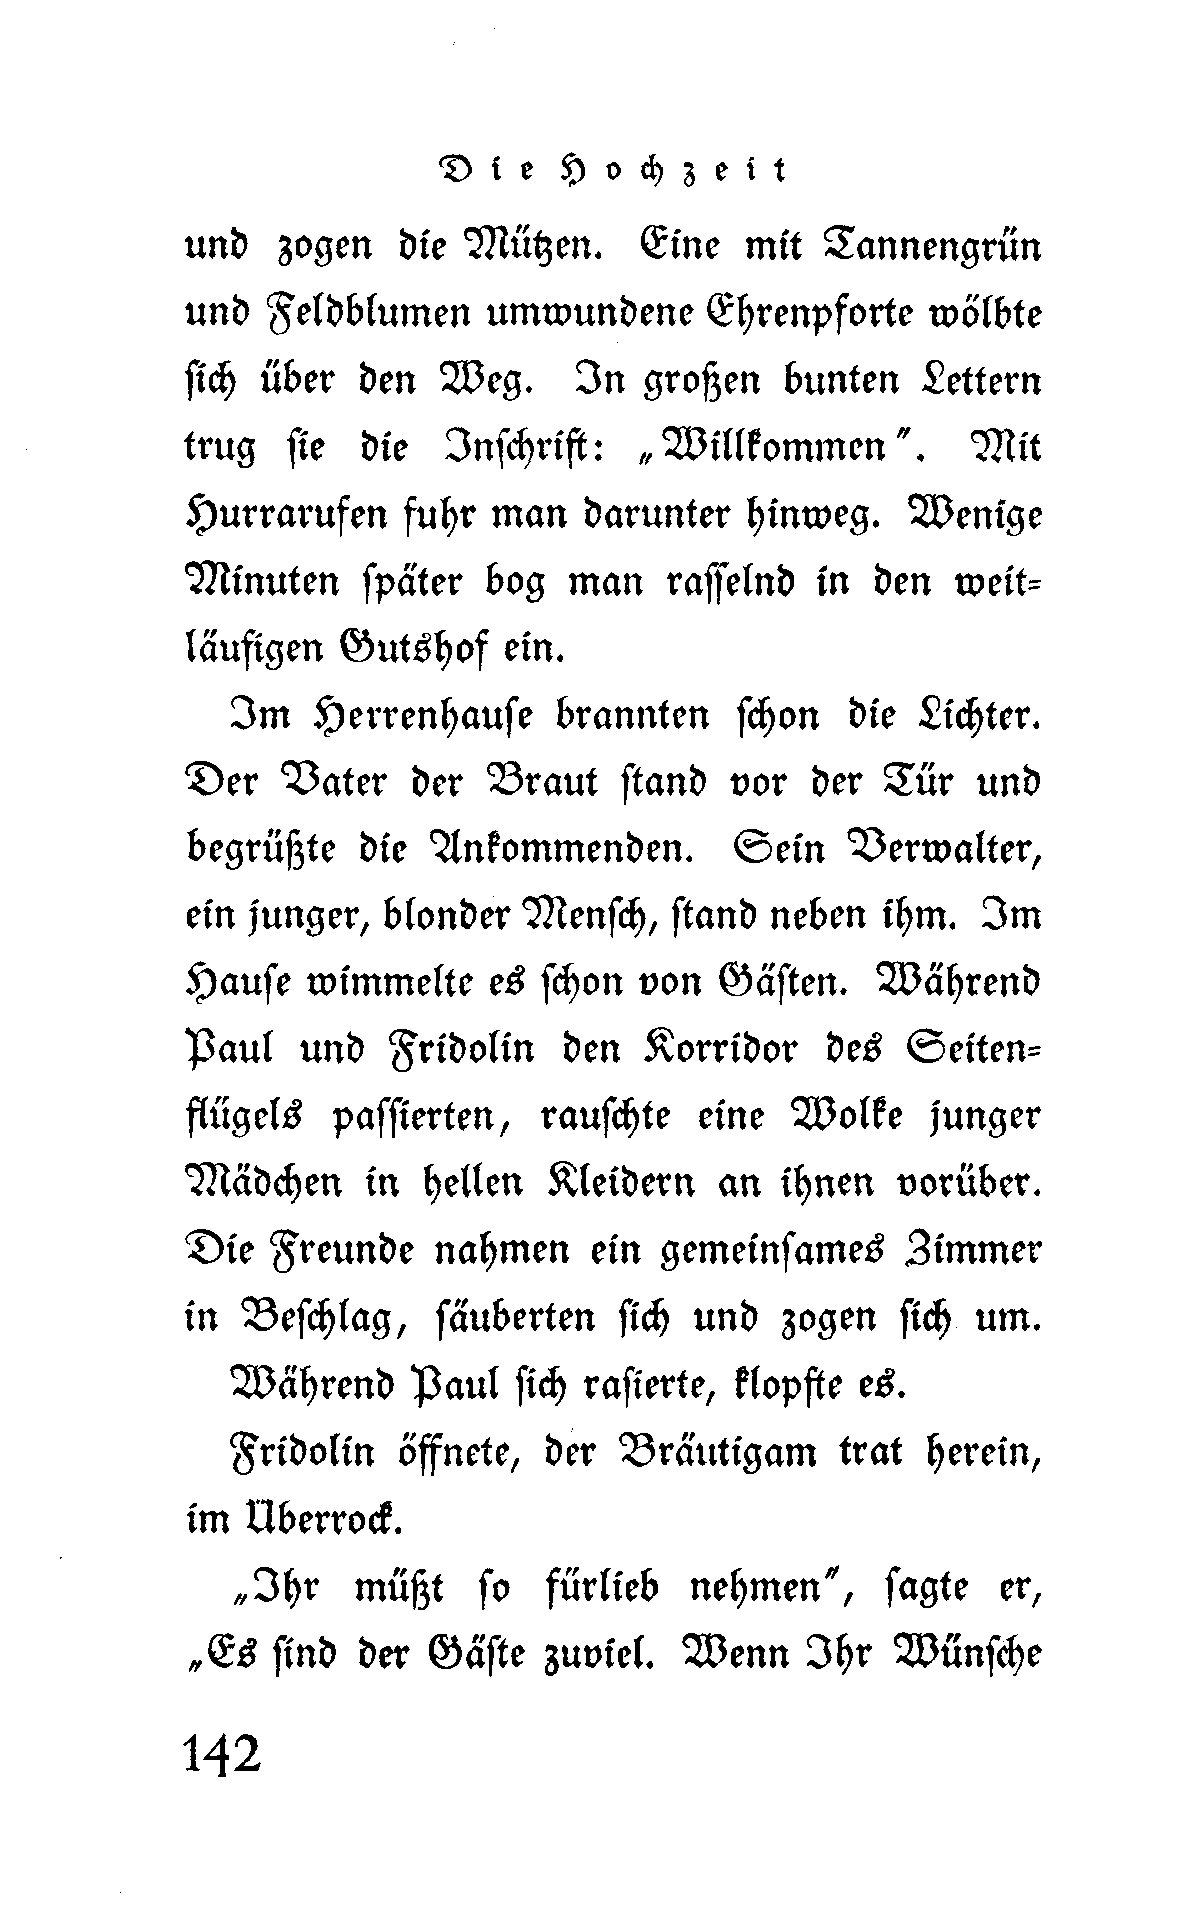 Die Hochzeit
und zogen die Mützen. Eine mit Tannengrün
und Feldblumen umwundene Ehrenpforte wölbte
sich über den Weg. In großen bunten Lettern
trug sie die Inschrift: „Willkommen“. Mit
Hurrarufen fuhr man darunter hinweg. Wenige
Minuten später bog man rasselnd in den weit-
läufigen Gutshof ein.
Im Herrenhause brannten schon die Lichter.
Der Vater der Braut stand vor der Tür und
begrüßte die Ankommenden. Sein Verwalter,
ein junger, blonder Mensch, stand neben ihm. Im
Hause wimmelte es schon von Gästen. Während
Paul und Fridolin den Korridor des Seiten-
flügels passierten, rauschte eine Wolke junger
Mädchen in hellen Kleidern an ihnen vorüber.
Die Freunde nahmen ein gemeinsames Zimmer
in Beschlag, säuberten sich und zogen sich um.
Während Paul sich rasierte, klopfte es.
Fridolin öffnete, der Bräutigam trat herein,
im Überrock.
„Ihr müßt so fürlieb nehmen“, sagte er,
„Es sind der Gäste zuviel. Wenn Ihr Wünsche
142